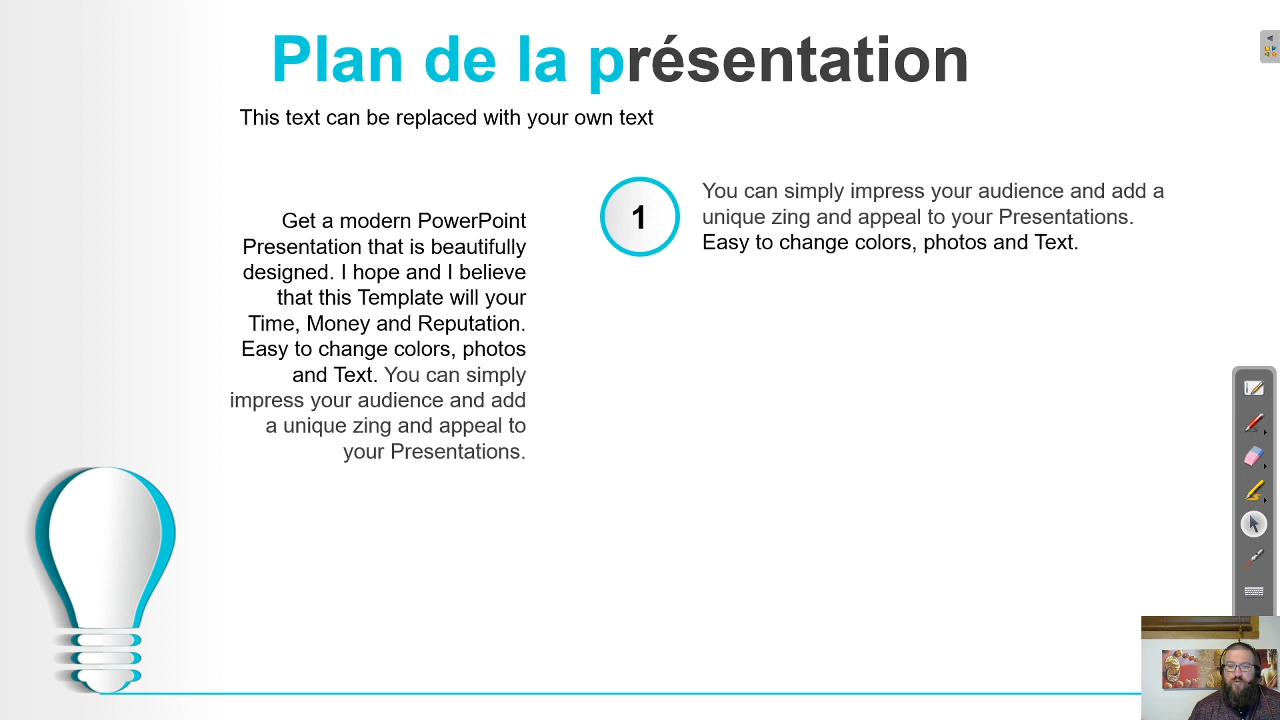 Plan de la présentation
This text can be replaced with your own text
Get a modern PowerPoint
Presentation that is beautifully
designed. I hope and I believe
that this Template will your
Time, Money and Reputation.
Easy to change colors, photos
and Text. You can simply
impress your audience and add
a unique zing and appeal to
your Presentations.
1
You can simply impress your audience and add a
unique zing and appeal to your Presentations.
Easy to change colors, photos and Text.